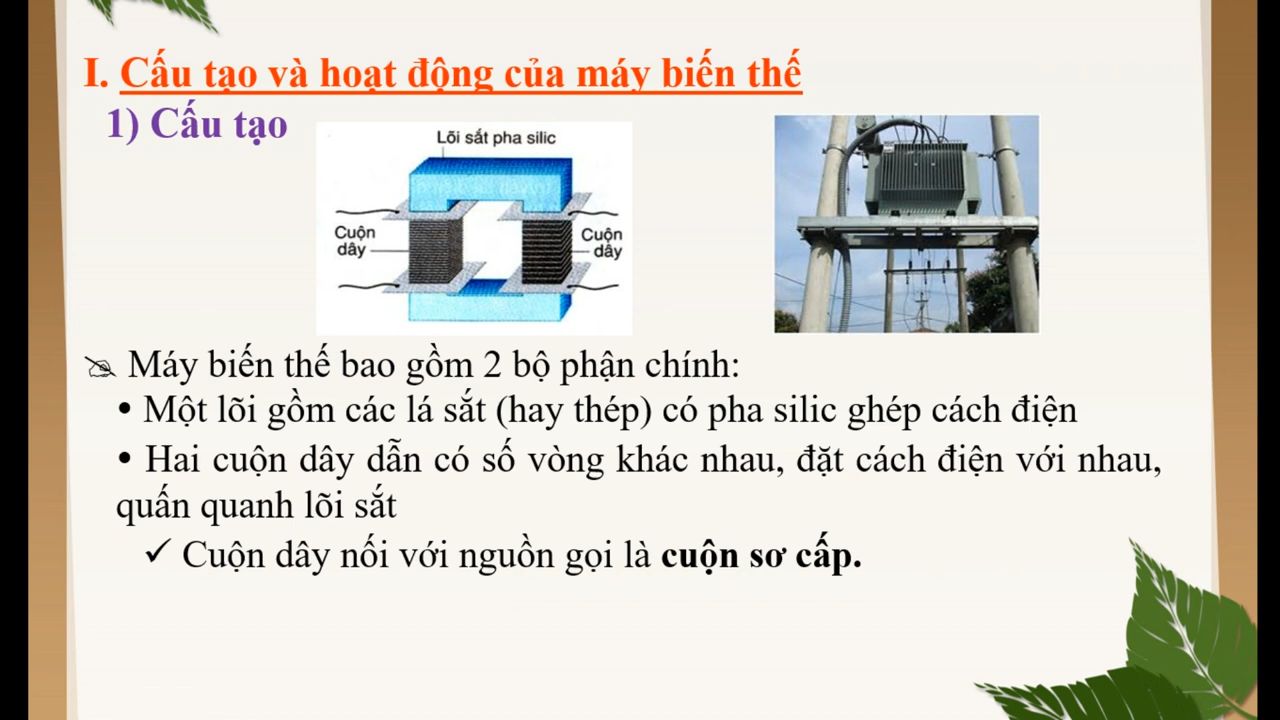 I. Cấu tạo và hoạt động của máy biến thế
1) Cấu tạo
Lõi sắt pha silic
Cuộn
dây
Cuộn
dây
Máy biến thế bao gồm 2 bộ phận chính:
• Một lõi gồm các lá sắt (hay thép) có pha silic ghép cách điện
• Hai cuộn dây dẫn có số vòng khác nhau, đặt cách điện với nhau,
quấn quanh lõi sắt
✓ Cuộn dây nối với nguồn gọi là cuộn sơ cấp.